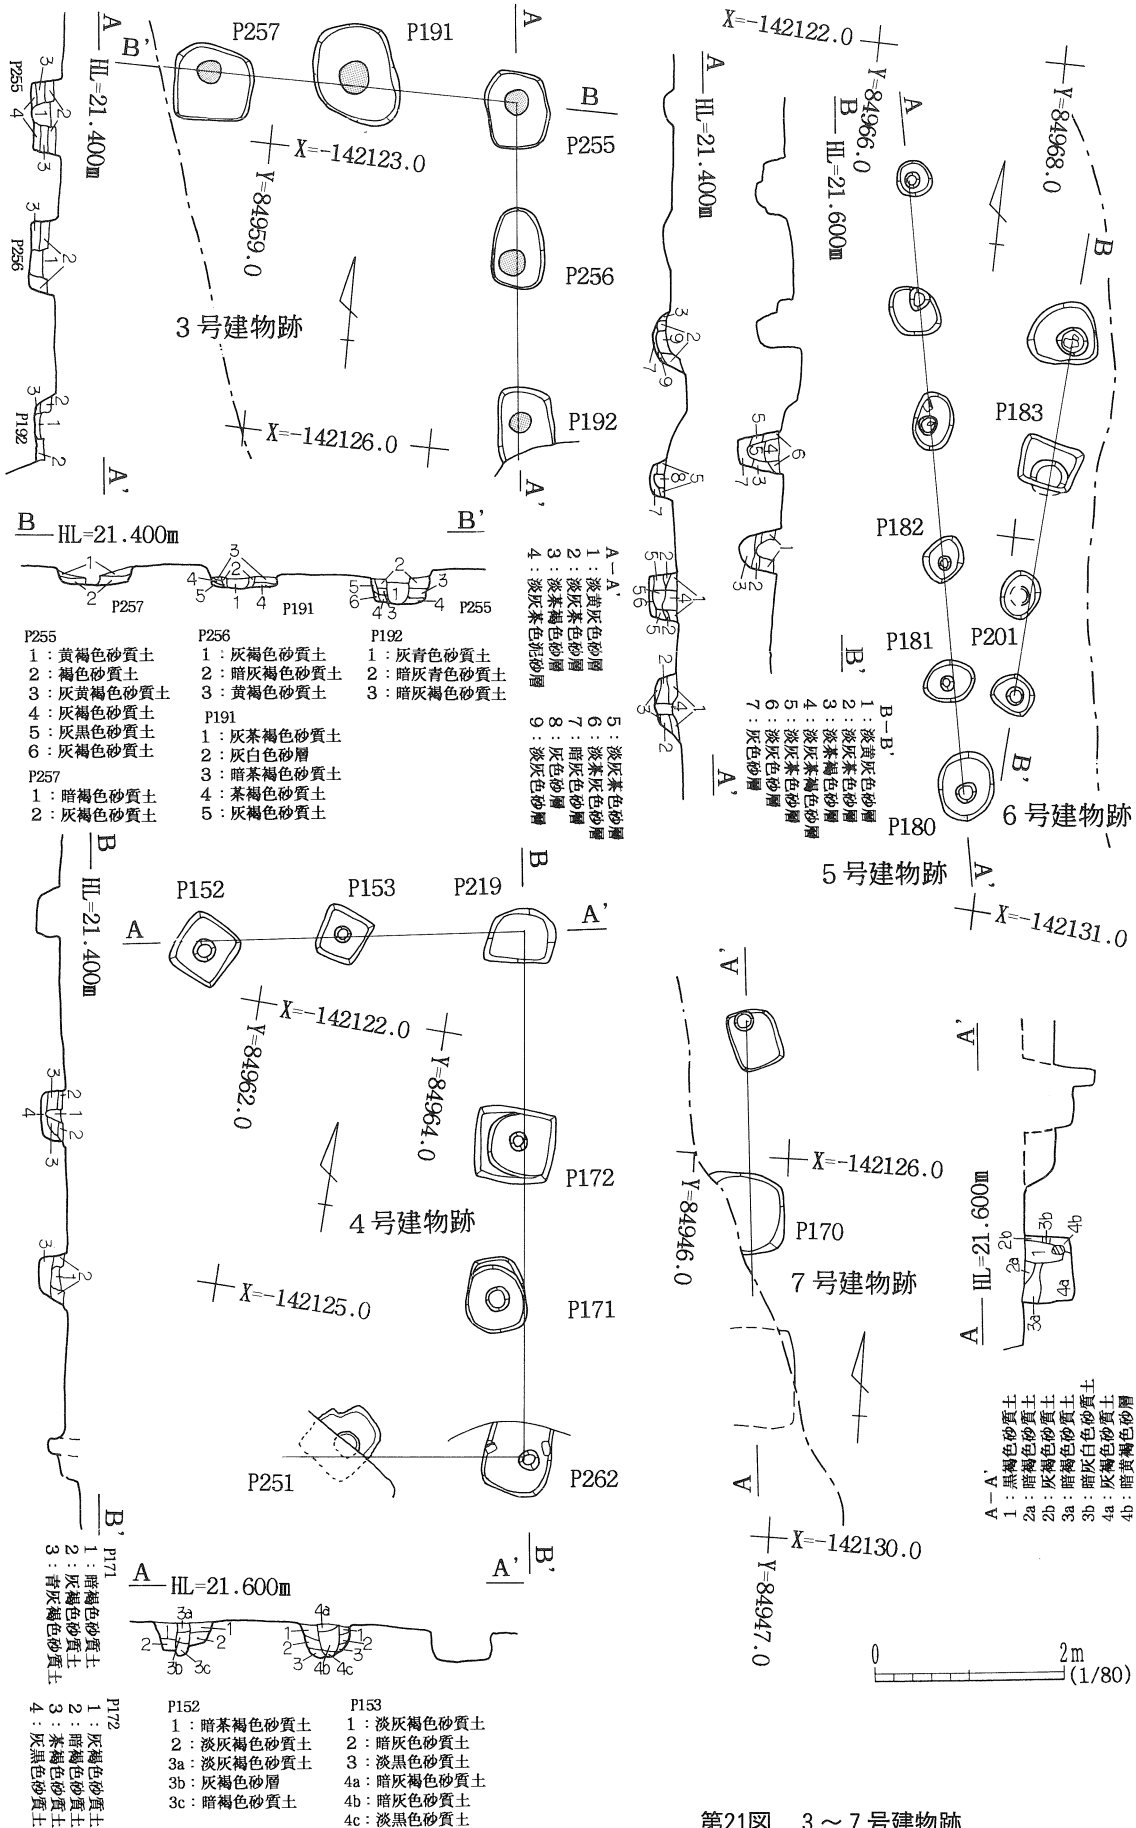 P257
P191
A
B'
B
P255
X=-142123.0
Y=84959.0
P256
3号建物跡
P192
X=-142126.0
A'
A
HL=21.400m
P255
P256
P192
A'
B
HL=21.400m
B'
P257
P191
P255
P255
1：黄褐色砂質土
2：褐色砂質土
3：灰黄褐色砂質土
4：灰褐色砂質土
5：灰黒色砂質土
6：灰褐色砂質土
P257
1：暗褐色砂質土
2：灰褐色砂質土
P256
1：灰褐色砂質土
2：暗灰褐色砂質土
3：黄褐色砂質土
P191
1：灰茶褐色砂質土
2：灰白色砂層
3：暗茶褐色砂質土
4：茶褐色砂質土
5：灰褐色砂質土
P192
1：灰青色砂質土
2：暗灰青色砂質土
3：暗灰褐色砂質土
X=-142122.0
Y=84966.0
Y=84968.0
A
HL=21.400m
A'
B
HL=21.600m
B'
A
B
P183
P182
P181
P201
P180
B'
A'
6号建物跡
5号建物跡
X=-142131.0
A-A'
1：淡黄灰色砂層
2：淡灰茶色砂層
3：淡茶褐色砂層
4：淡灰茶色泥砂層
5：淡灰茶色砂層
6：淡茶灰色砂層
7：暗灰色砂層
8：灰色砂層
9：淡灰色砂層
B-B'
1：淡黄灰色砂層
2：淡灰茶色砂層
3：淡茶褐色砂層
4：淡灰茶褐色砂層
5：淡灰茶色砂層
6：淡灰色砂層
7：灰色砂層
B
HL=21.400m
B'
P152
P153
P219
B
A
A'
X=-142122.0
Y=84962.0
Y=84964.0
P172
4号建物跡
X=-142125.0
P171
P251
P262
B'
A
HL=21.600m
A'
P171
1：暗褐色砂質土
2：灰褐色砂質土
3：青灰褐色砂質土
P172
1：灰褐色砂質土
2：暗褐色砂質土
3：茶褐色砂質土
4：灰黒色砂質土
P152
1：暗茶褐色砂質土
2：淡灰褐色砂質土
3a：淡灰褐色砂質土
3b：灰褐色砂層
3c：暗褐色砂質土
P153
1：淡灰褐色砂質土
2：暗灰色砂質土
3：淡黒色砂質土
4a：暗灰褐色砂質土
4b：暗灰色砂質土
4c：淡黒色砂質土
A'
X=-142126.0
Y=84946.0
P170
7号建物跡
A
X=-142130.0
Y=84947.0
A'
HL=21.600m
A
A-A'
1：黒褐色砂質土
2a：暗褐色砂質土
2b：灰褐色砂質土
3a：暗褐色砂質土
3b：暗灰白色砂質土
4a：灰褐色砂質土
4b：暗黄褐色砂層
0 2m
(1/80)
第21図 3～7号建物跡